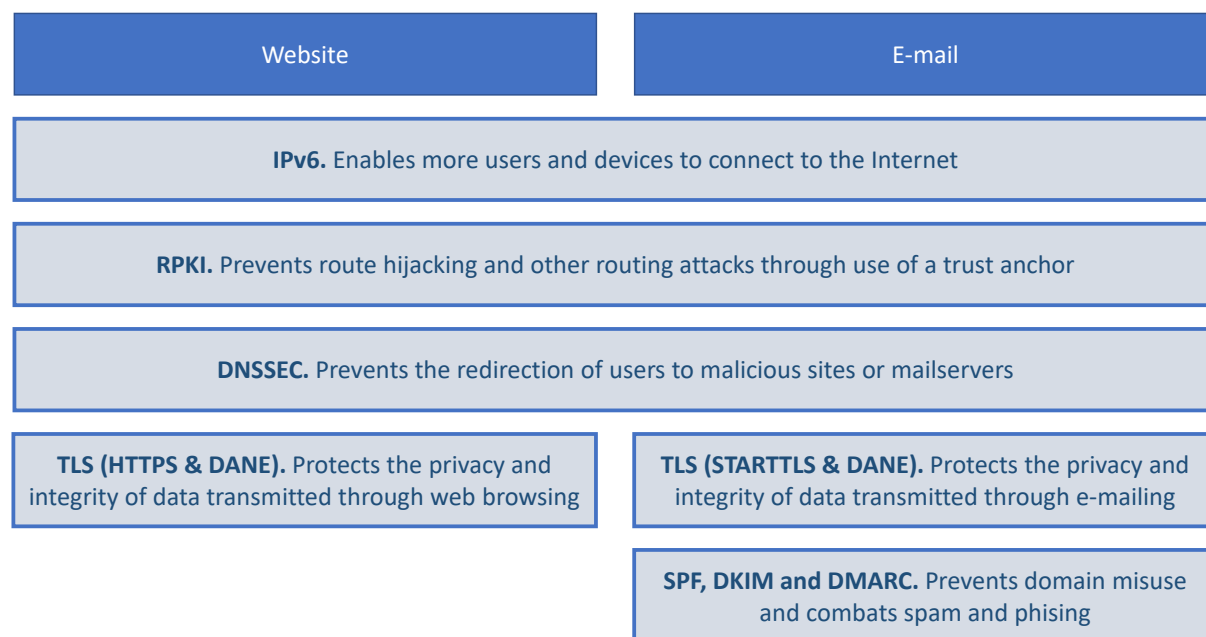 Website
E-mail
IPv6. Enables more users and devices to connect to the Internet
RPKI. Prevents route hijacking and other routing attacks through use of a trust anchor
DNSSEC. Prevents the redirection of users to malicious sites or mailservers
TLS (HTTPS & DANE). Protects the privacy and
integrity of data transmitted through web browsing
TLS (STARTTLS & DANE). Protects the privacy and
integrity of data transmitted through e-mailing
SPF, DKIM and DMARC. Prevents domain misuse
and combats spam and phising